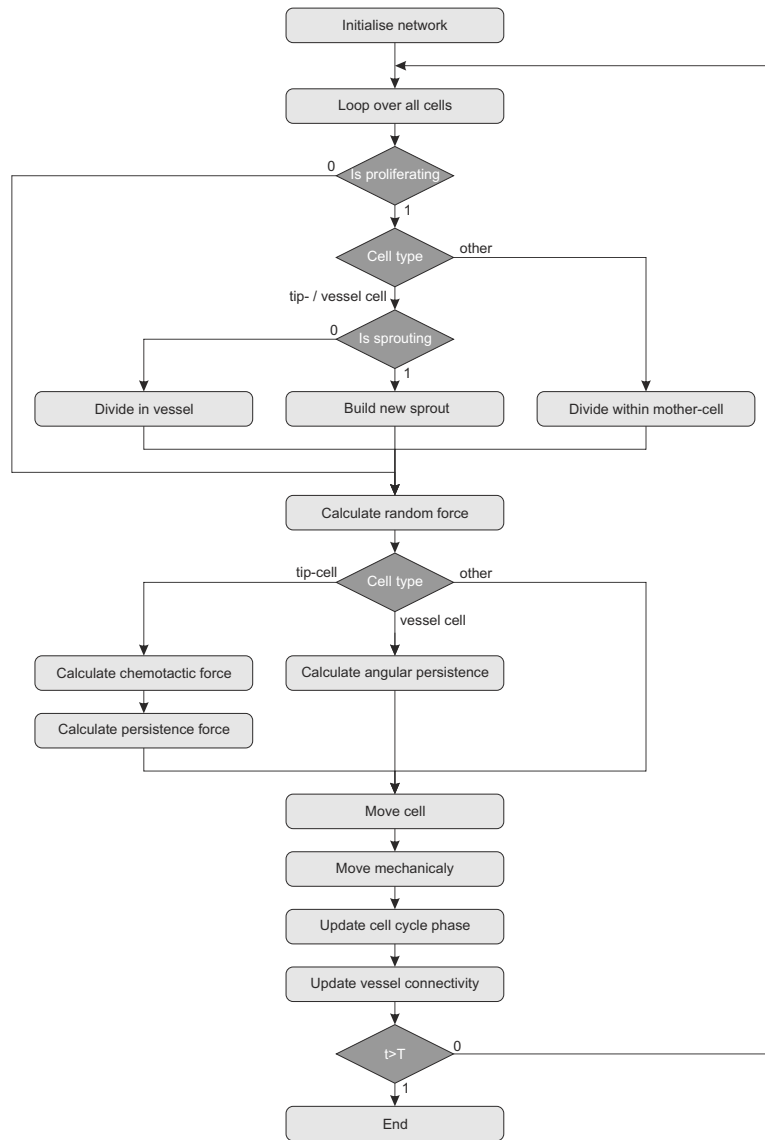 Initialise network
Loop over all cells
0
Is proliferating
1
Cell type
other
tip- / vessel cell
0
Is sprouting
1
Divide in vessel
Build new sprout
Divide within mother-cell
Calculate random force
tip-cell
Cell type
other
vessel cell
Calculate chemotactic force
Calculate angular persistence
Calculate persistence force
Move cell
Move mechanicaly
Update cell cycle phase
Update vessel connectivity
t>T
0
1
End